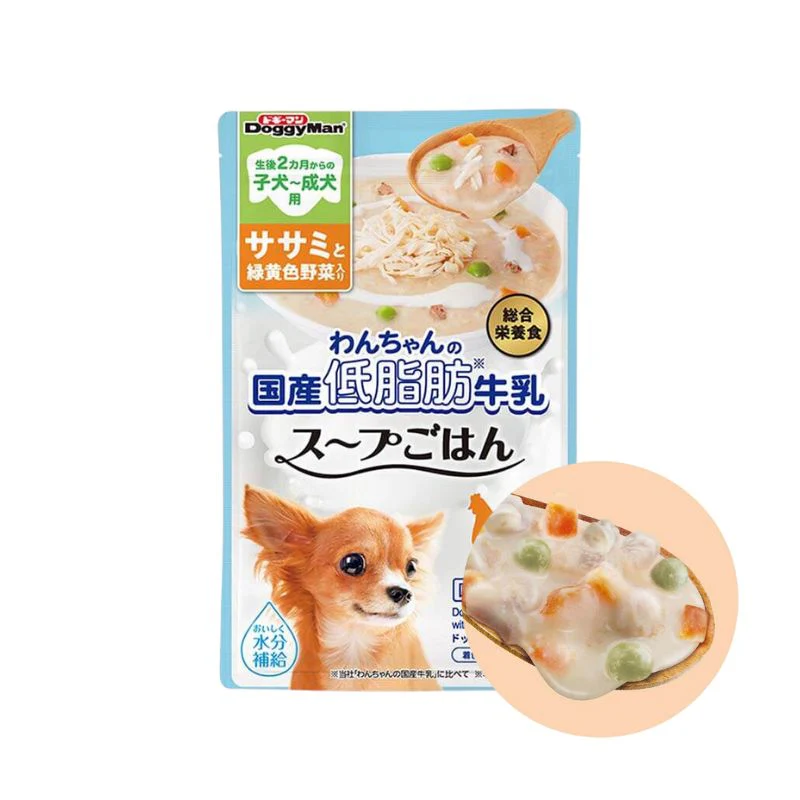 ドギーマン
DoggyMan®
生後2カ月からの
子犬～成犬
用
ササミと
緑黄色野菜入り
総合
栄養食
わんちゃんの
国産低脂肪※牛乳
スープごはん
おいしく
水分
補給
Do
wit
ドッ
※当社「わんちゃんの国産牛乳」に比べて